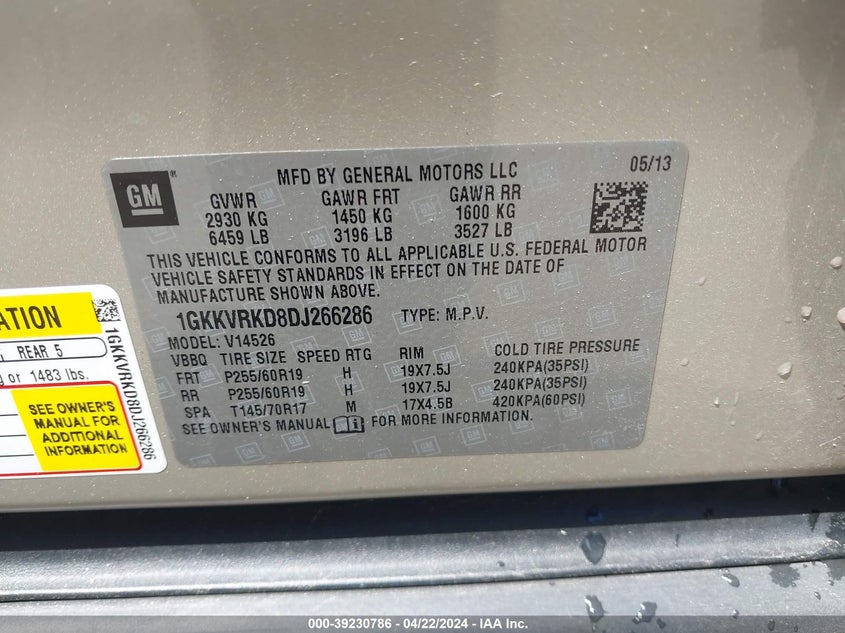 GM
®
MFD BY GENERAL MOTORS LLC
05/13
GVWR GAWR FRT GAWR RR
2930 KG 1450 KG 1600 KG
6459 LB 3196 LB 3527 LB
THIS VEHICLE CONFORMS TO ALL APPLICABLE U.S. FEDERAL MOTOR
VEHICLE SAFETY STANDARDS IN EFFECT ON THE DATE OF
MANUFACTURE SHOWN ABOVE.
1GKKVRKD8DJ266286 TYPE: M.P.V.
MODEL: V14526
VBBQ TIRE SIZE SPEED RTG RIM COLD TIRE PRESSURE
FRT P255/60R19 H 19X7.5J 240KPA(35PSI)
RR P255/60R19 H 19X7.5J 240KPA(35PSI)
SPA T145/70R17 M 17X4.5B 420KPA(60PSI)
SEE OWNER'S MANUAL FOR MORE INFORMATION.
ATION
REAR 5
or 1483 lbs.
SEE OWNER'S
MANUAL FOR
ADDITIONAL
INFORMATION
1GKKVRKD8DJ266286
000-39230786 - 04/22/2024 - IAA Inc.